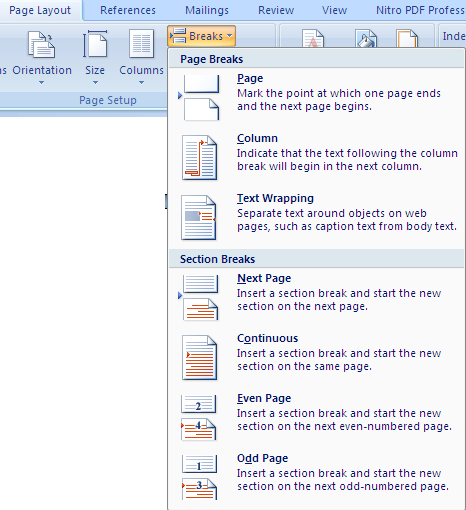 Page Layout References Mailings Review View Nitro PDF Profess
Breaks
Orientation Size Columns
Page Setup
Inde
Page Breaks
Page
Mark the point at which one page ends
and the next page begins.
Column
Indicate that the text following the column
break will begin in the next column.
Text Wrapping
Separate text around objects on web
pages, such as caption text from body text.
Section Breaks
Next Page
Insert a section break and start the new
section on the next page.
Continuous
Insert a section break and start the new
section on the same page.
2
4
Even Page
Insert a section break and start the new
section on the next even-numbered page.
1
3
Odd Page
Insert a section break and start the new
section on the next odd-numbered page.